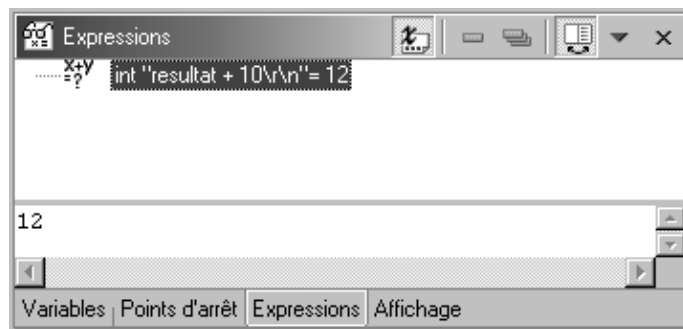 Expressions
x+y
=?
int "resultat + 10\r\n"= 12
12
Variables Points d'arrêt Expressions Affichage